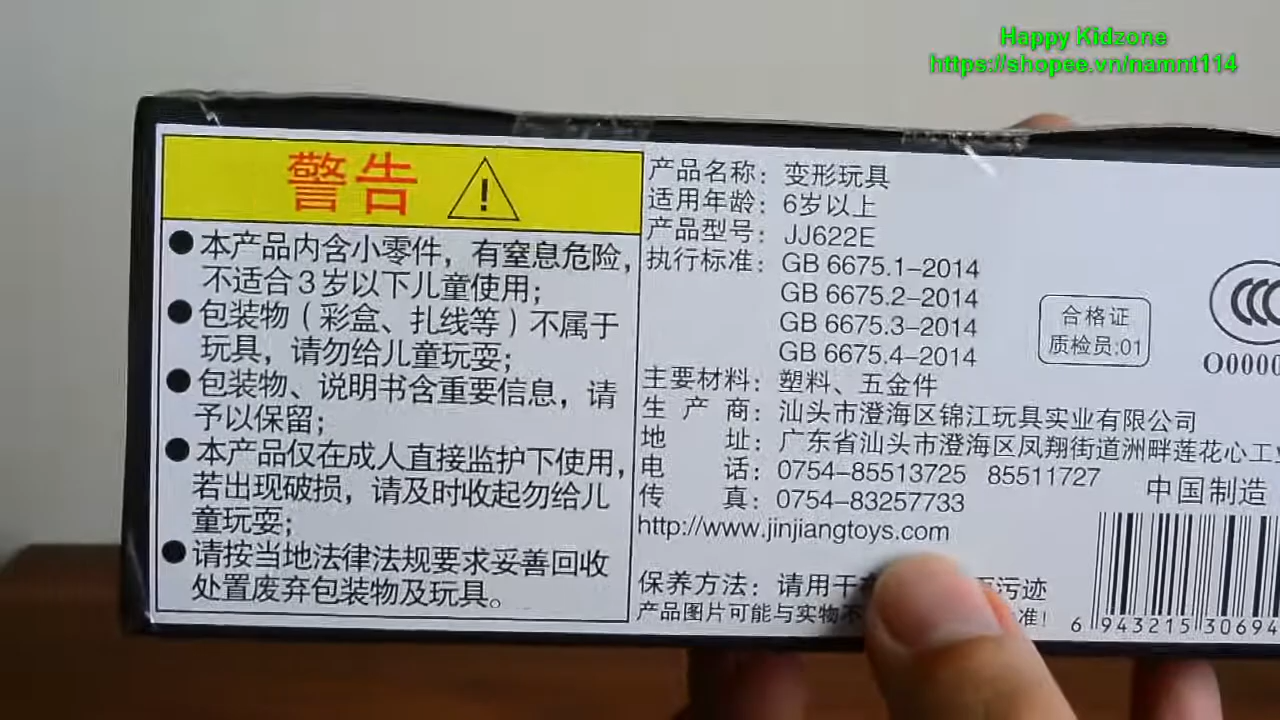 Happy Kidzone
https://shopee.vn/namnt114
警告
本产品内含小零件，有窒息危险，
不适合3岁以下儿童使用；
包装物（彩盒、扎线等）不属于
玩具，请勿给儿童玩耍；
包装物、说明书含重要信息，请
予以保留；
本产品仅在成人直接监护下使用，
若出现破损，请及时收起勿给儿
童玩耍；
请按当地法律法规要求妥善回收
处置废弃包装物及玩具。
产品名称：变形玩具
适用年龄：6岁以上
产品型号：JJ622E
执行标准：GB 6675.1-2014
GB 6675.2-2014
GB 6675.3-2014
GB 6675.4-2014
主要材料：塑料、五金件
生产商：汕头市澄海区锦江玩具实业有限公司
地址：广东省汕头市澄海区凤翔街道洲畔莲花心工
电话：0754-85513725 85511727
传真：0754-83257733
http://www.jinjiangtoys.com
保养方法：请用干 污迹
产品图片可能与实物不 准！
合格证
质检员:01
CCC
O0000
中国制造
6 943215 30694